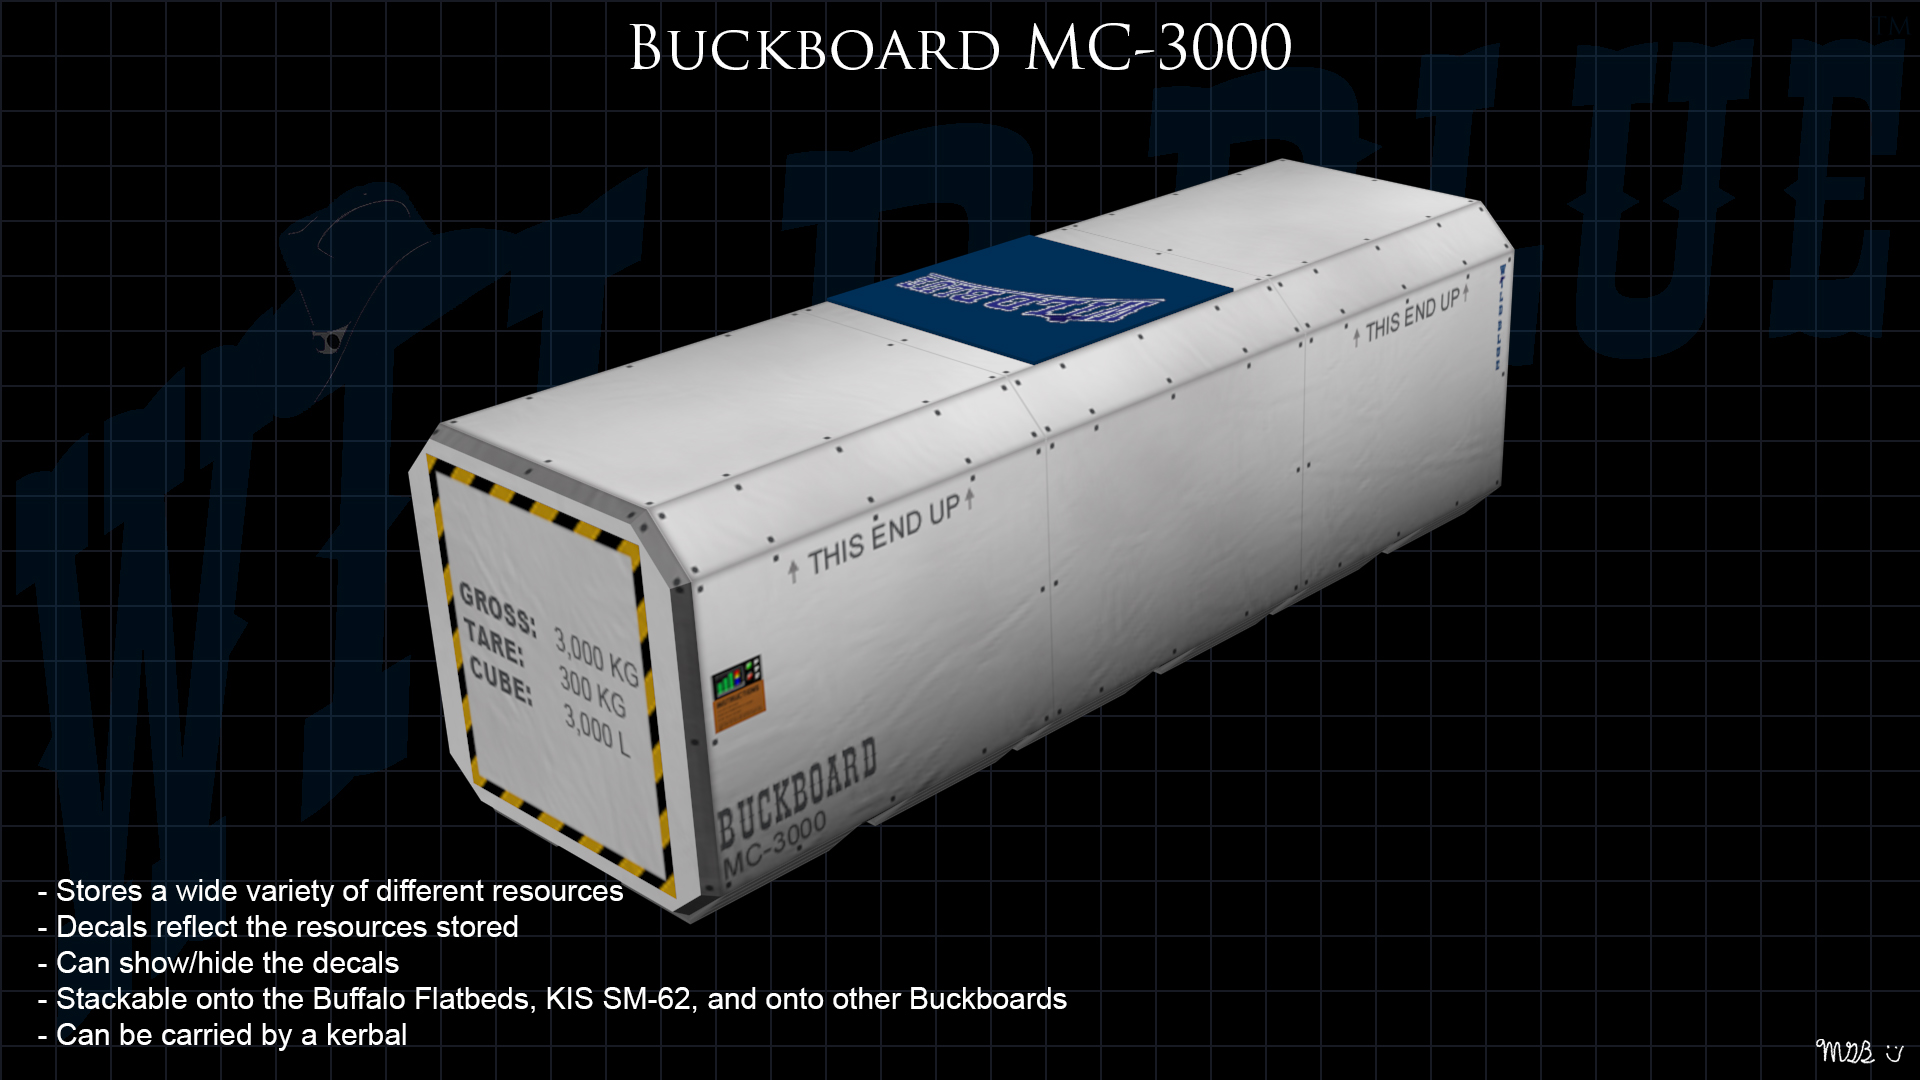 ™
BUCKBOARD MC-3000
WILD BLUE
THIS END UP
THIS END UP
GROSS: 3,000 KG
TARE: 300 KG
CUBE: 3,000 L
INSTRUCTIONS
BUCKBOARD
MC-3000
- Stores a wide variety of different resources
- Decals reflect the resources stored
- Can show/hide the decals
- Stackable onto the Buffalo Flatbeds, KIS SM-62, and onto other Buckboards
- Can be carried by a kerbal
MGB :)